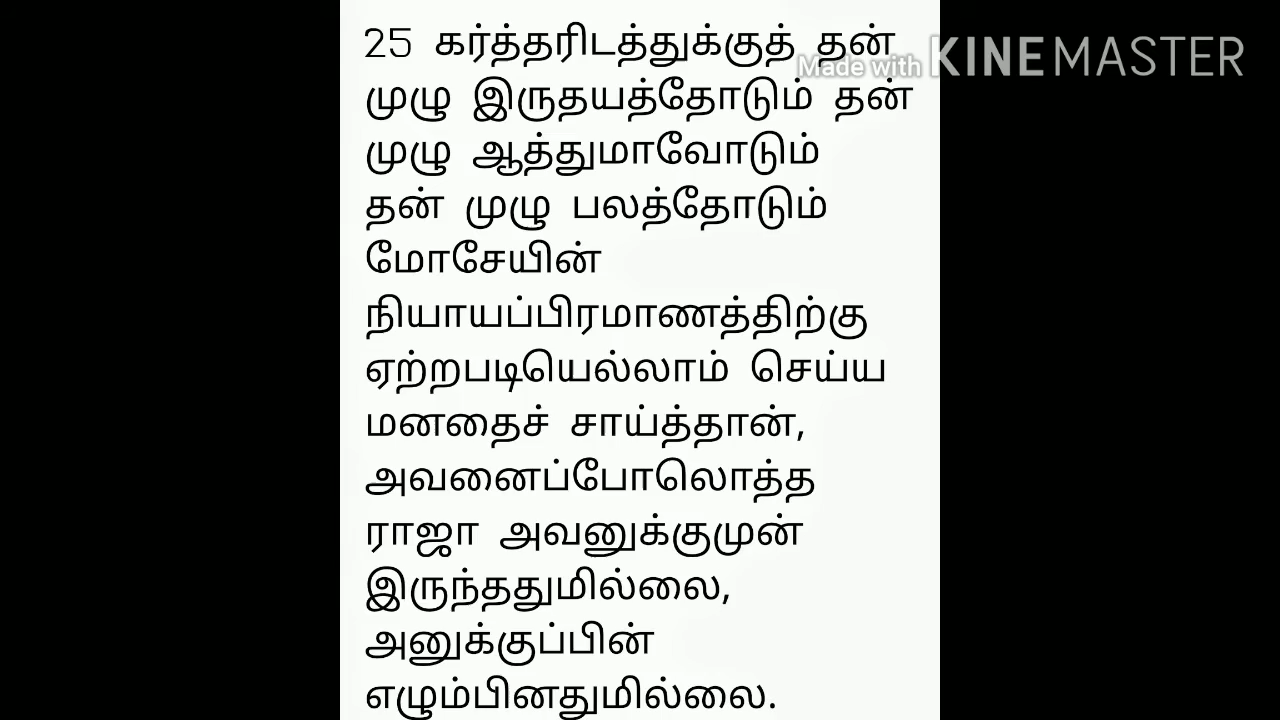 25 கர்த்தரிடத்துக்குத் தன்
Made with KINEMASTER
முழு இருதயத்தோடும் தன்
முழு ஆத்துமாவோடும்
தன் முழு பலத்தோடும்
மோசேயின்
நியாயப்பிரமாணத்திற்கு
ஏற்றபடியெல்லாம் செய்ய
மனதைச் சாய்த்தான்,
அவனைப்போலொத்த
ராஜா அவனுக்குமுன்
இருந்ததுமில்லை,
அனுக்குப்பின்
எழும்பினதுமில்லை.